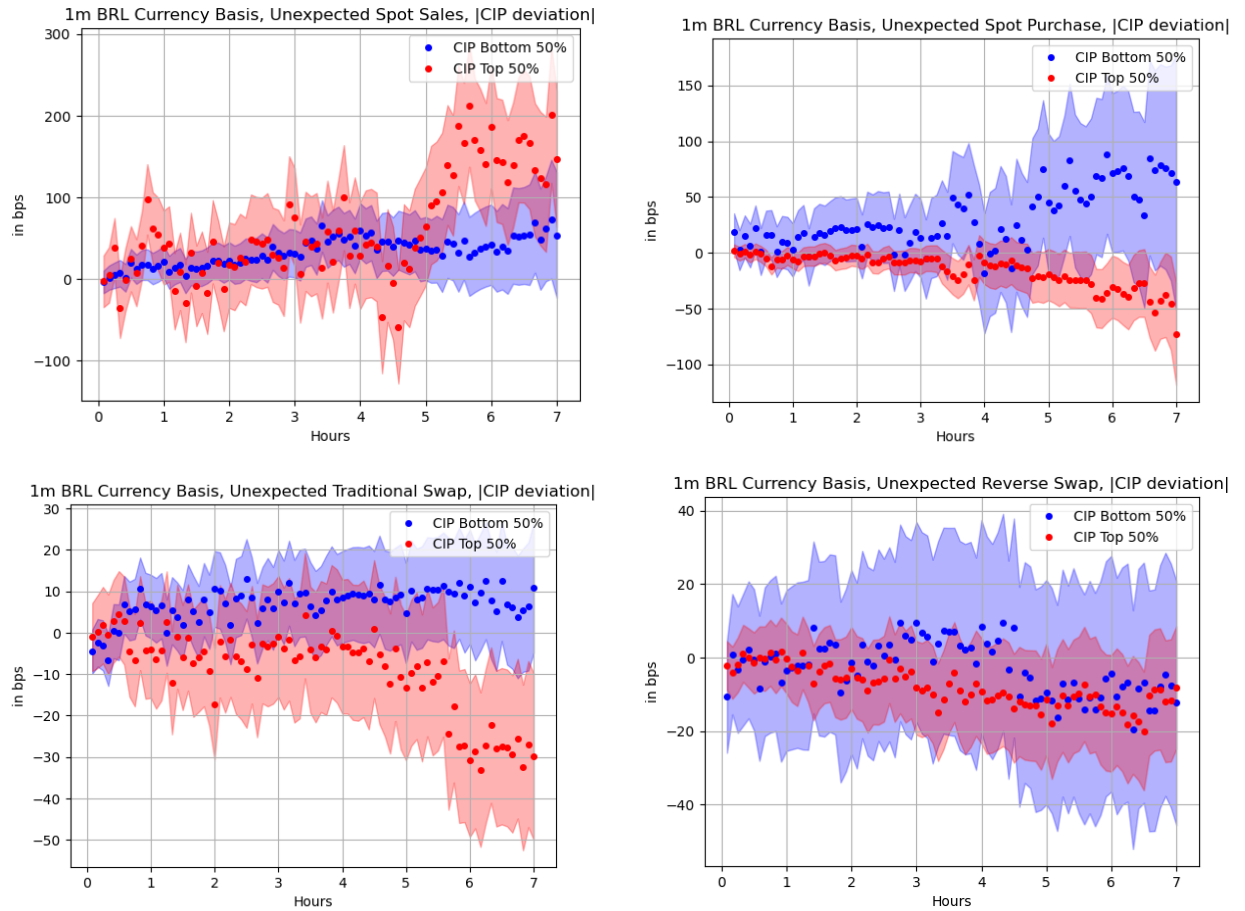 1m BRL Currency Basis, Unexpected Spot Sales, |CIP deviation|
300
200
100
0
−100
in bps
CIP Bottom 50%
CIP Top 50%
0 1 2 3 4 5 6 7
Hours
1m BRL Currency Basis, Unexpected Spot Purchase, |CIP deviation|
150
100
50
0
−50
−100
in bps
CIP Bottom 50%
CIP Top 50%
0 1 2 3 4 5 6 7
Hours
1m BRL Currency Basis, Unexpected Traditional Swap, |CIP deviation|
30
20
10
0
−10
−20
−30
−40
−50
in bps
CIP Bottom 50%
CIP Top 50%
0 1 2 3 4 5 6 7
Hours
1m BRL Currency Basis, Unexpected Reverse Swap, |CIP deviation|
40
20
0
−20
−40
in bps
CIP Bottom 50%
CIP Top 50%
0 1 2 3 4 5 6 7
Hours